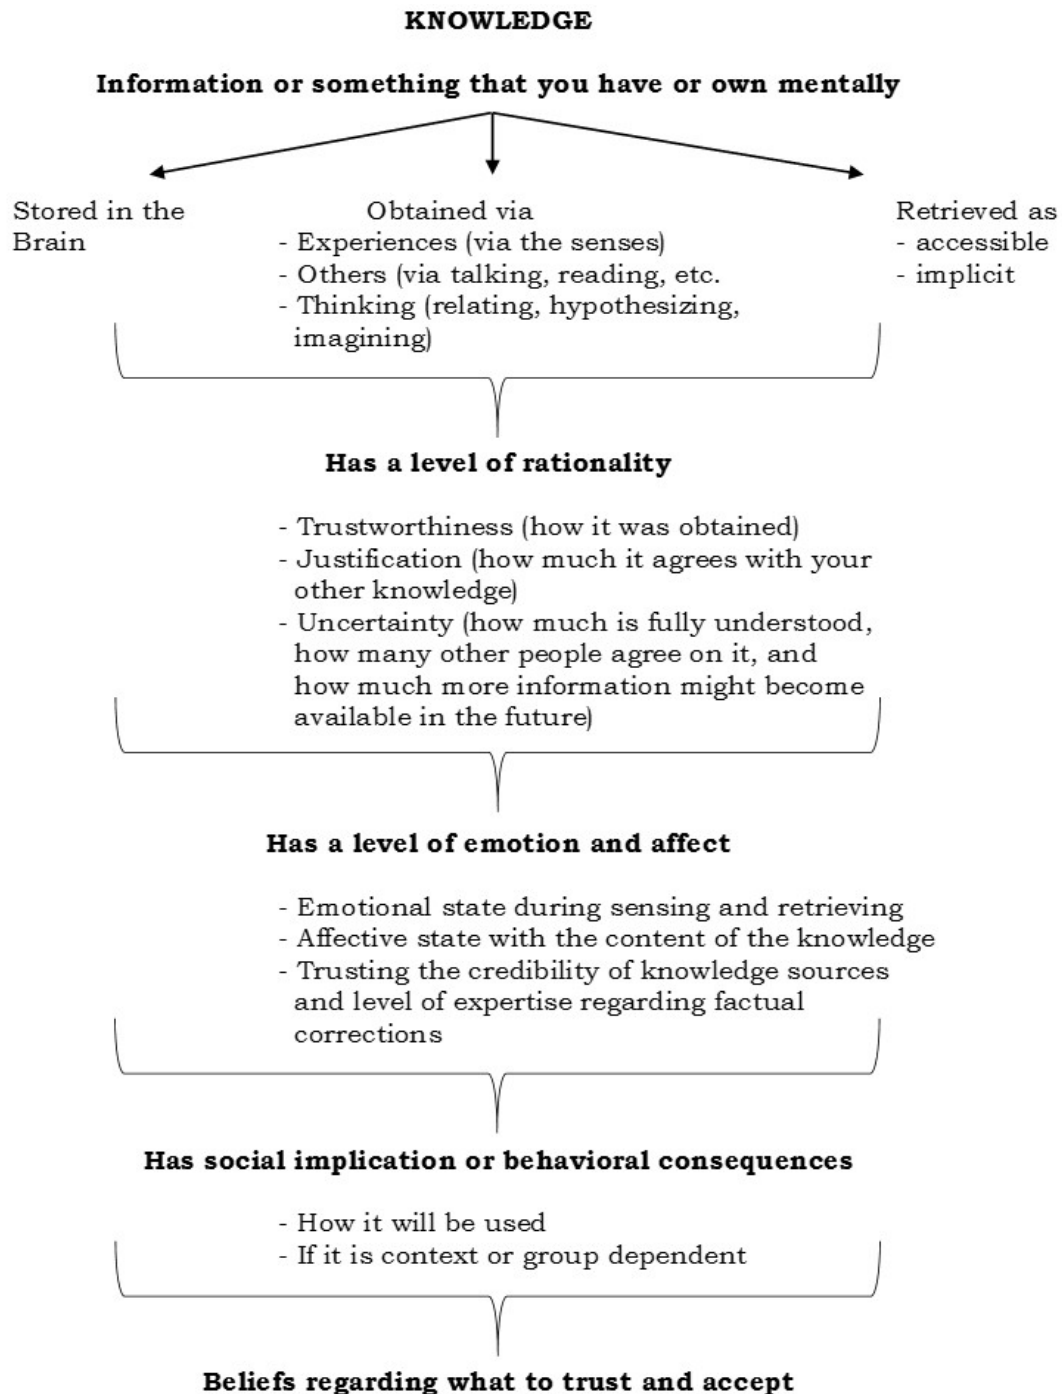 KNOWLEDGE
Information or something that you have or own mentally
Stored in the
Brain
Obtained via
- Experiences (via the senses)
- Others (via talking, reading, etc.
- Thinking (relating, hypothesizing,
imagining)
Retrieved as
- accessible
- implicit
Has a level of rationality
- Trustworthiness (how it was obtained)
- Justification (how much it agrees with your
other knowledge)
- Uncertainty (how much is fully understood,
how many other people agree on it, and
how much more information might become
available in the future)
Has a level of emotion and affect
- Emotional state during sensing and retrieving
- Affective state with the content of the knowledge
- Trusting the credibility of knowledge sources
and level of expertise regarding factual
corrections
Has social implication or behavioral consequences
- How it will be used
- If it is context or group dependent
Beliefs regarding what to trust and accept